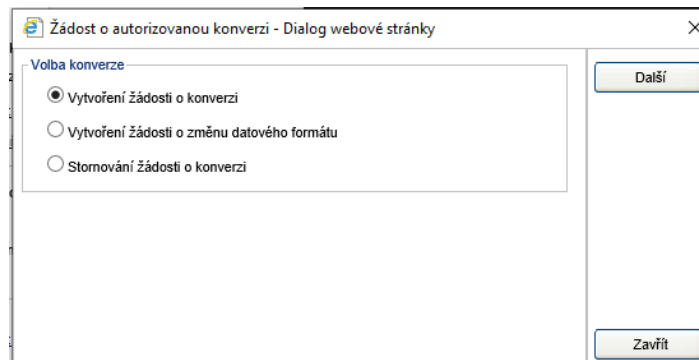 Žádost o autorizovanou konverzi - Dialog webové stránky
Volba konverze
Další
Vytvoření žádosti o konverzi
Vytvoření žádosti o změnu datového formátu
Stornování žádosti o konverzi
Zavřít